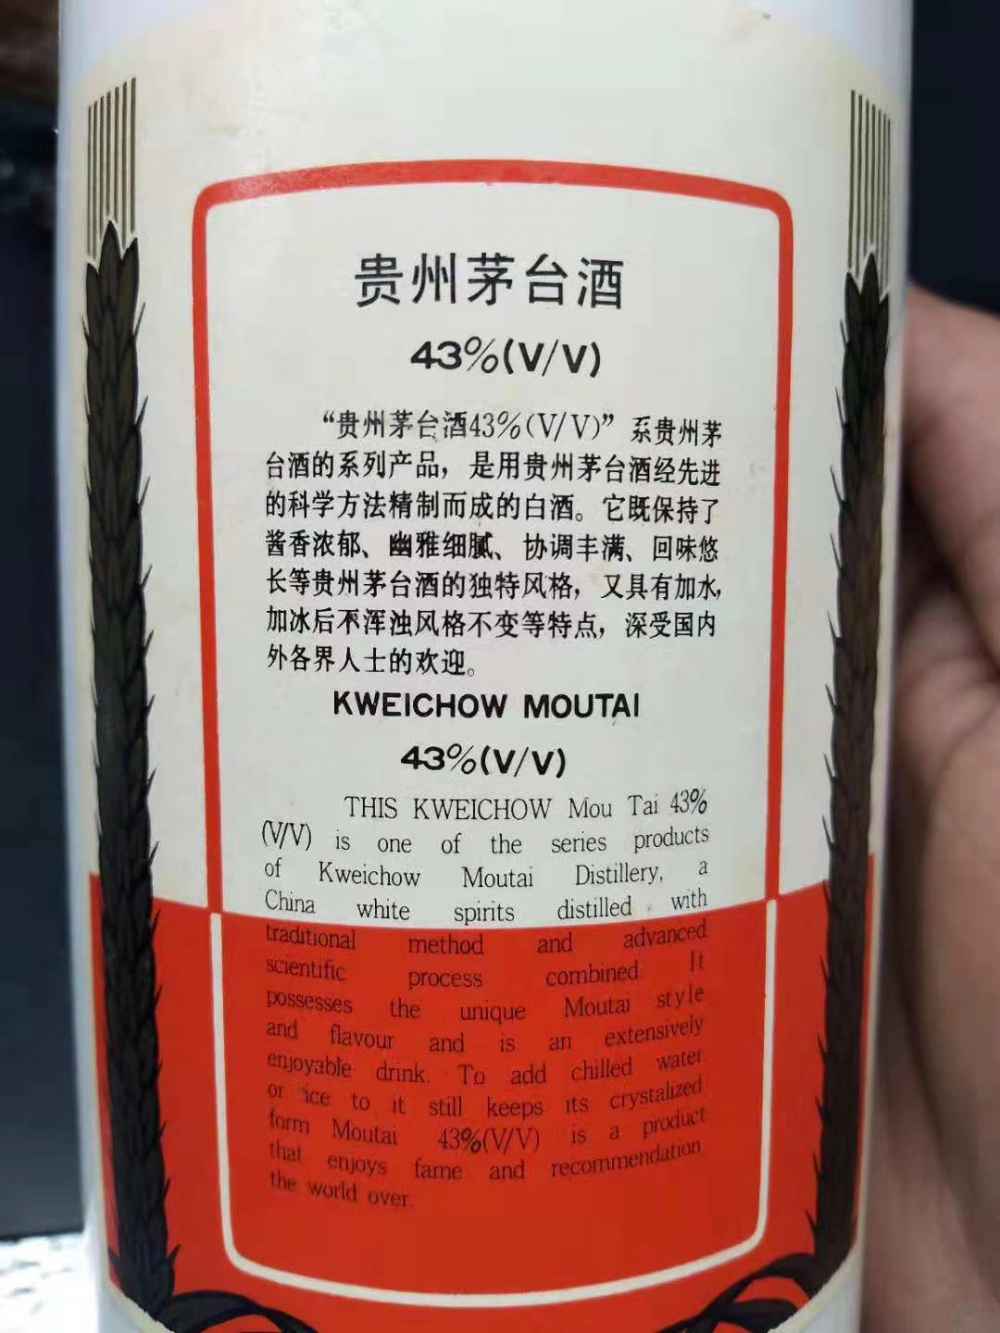 贵州茅台酒
43%(V/V)
“贵州茅台酒43%(V/V)”系贵州茅
台酒的系列产品，是用贵州茅台酒经先进
的科学方法精制而成的白酒。它既保持了
酱香浓郁、幽雅细腻、协调丰满、回味悠
长等贵州茅台酒的独特风格，又具有加水,
加冰后不浑浊风格不变等特点，深受国内
外各界人士的欢迎。
KWEICHOW MOUTAI
43%(V/V)
THIS KWEICHOW Mou Tai 43%
(V/V) is one of the series products
of Kweichow Moutai Distillery, a
China white spirits distilled with
traditional method and advanced
scientific process combined It
possesses the unique Moutai style
and flavour and is an extensively
enjoyable drink. To add chilled water
or ice to it still keeps its crystalized
form Moutai 43%(V/V) is a product
that enjoys fame and recommendation
the world over.